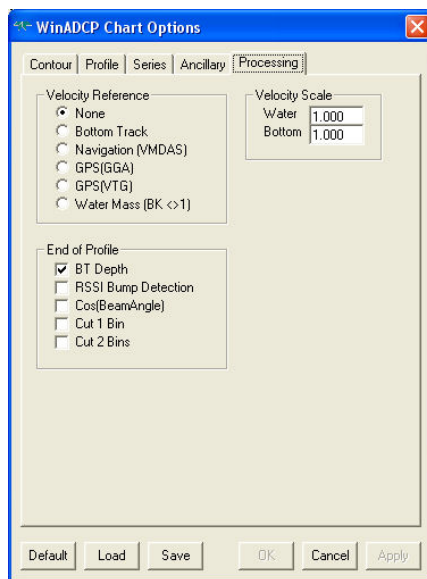 WinADCP Chart Options
Contour Profile Series Ancillary Processing
Velocity Reference
None
Bottom Track
Navigation (VMDAS)
GPS(GGA)
GPS(VTG)
Water Mass (BK <>1)
Velocity Scale
Water 1.000
Bottom 1.000
End of Profile
BT Depth
RSSI Bump Detection
Cos(BeamAngle)
Cut 1 Bin
Cut 2 Bins
Default Load Save OK Cancel Apply